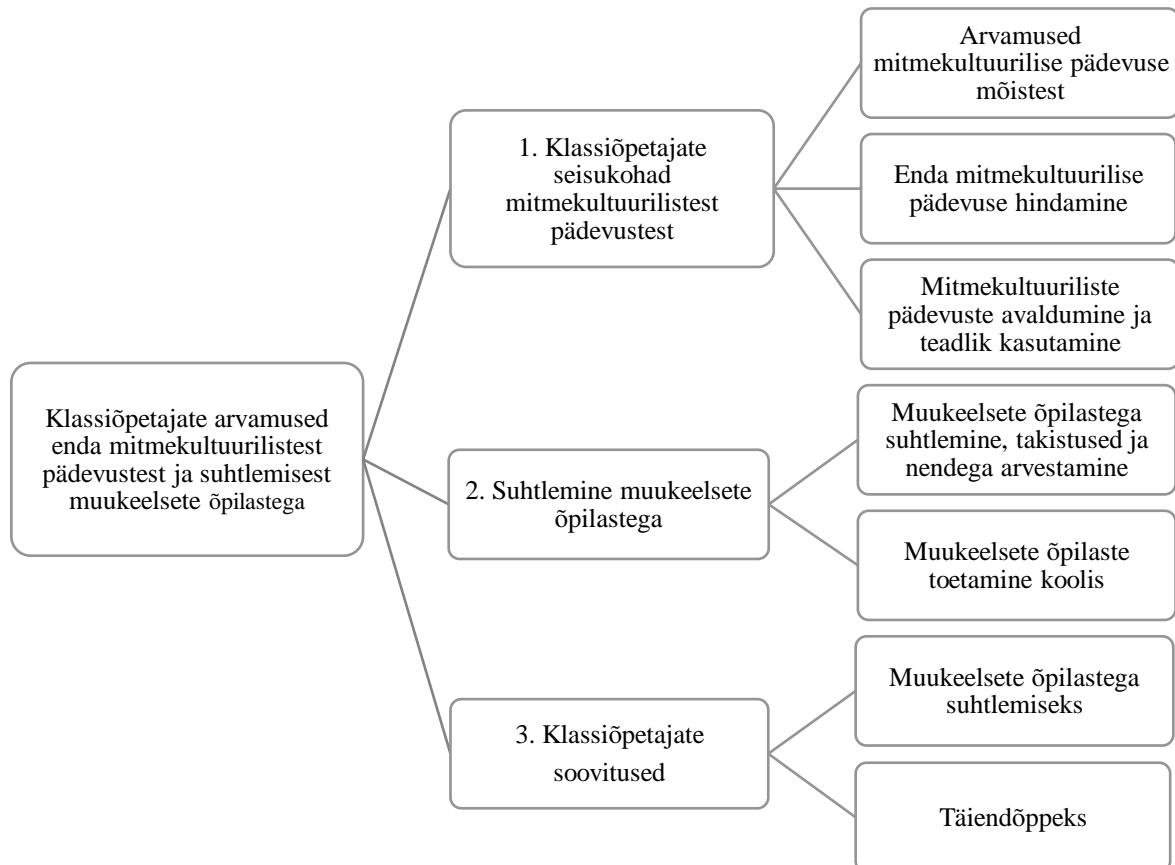 Klassiõpetajate arvamused
enda mitmekultuurilistest
pädevustest ja suhtlemisest
muukeelsete õpilastega
1. Klassiõpetajate
seisukohad
mitmekultuurilistest
pädevustest
Arvamused
mitmekultuurilise pädevuse
mõistest
Enda mitmekultuurilise
pädevuse hindamine
Mitmekultuuriliste
pädevuste avaldumine ja
teadlik kasutamine
2. Suhtlemine muukeelsete
õpilastega
Muukeelsete õpilastega
suhtlemine, takistused ja
nendega arvestamine
Muukeelsete õpilaste
toetamine koolis
3. Klassiõpetajate
soovitused
Muukeelsete õpilastega
suhtlemiseks
Täiendõppeks